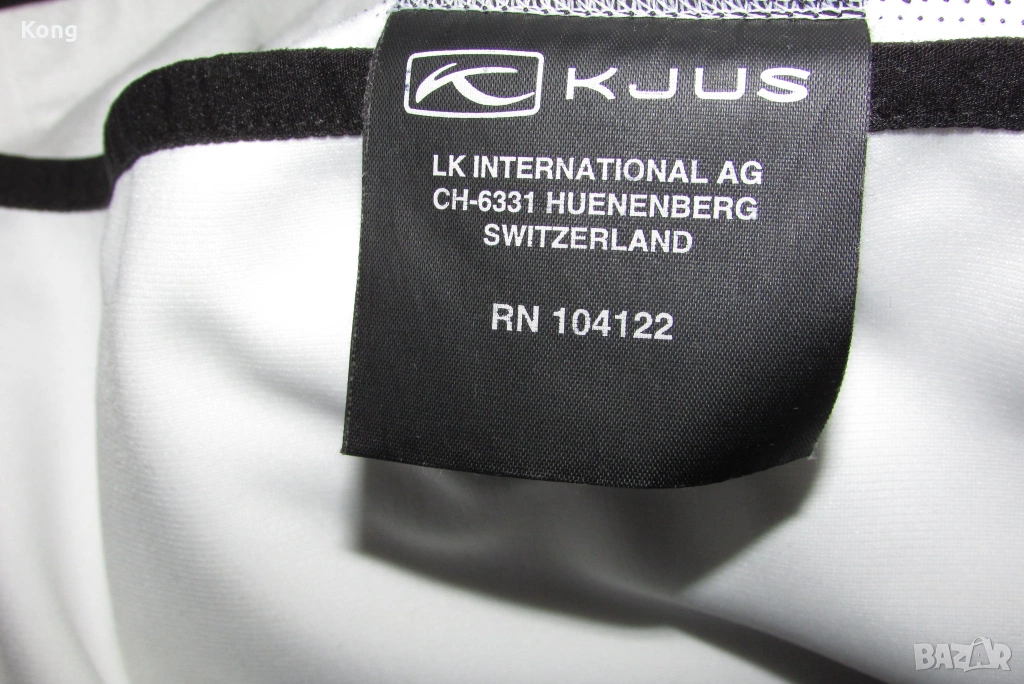 Kong
KJUS
LK INTERNATIONAL AG
CH-6331 HUENENBERG
SWITZERLAND
RN 104122
BAZAR